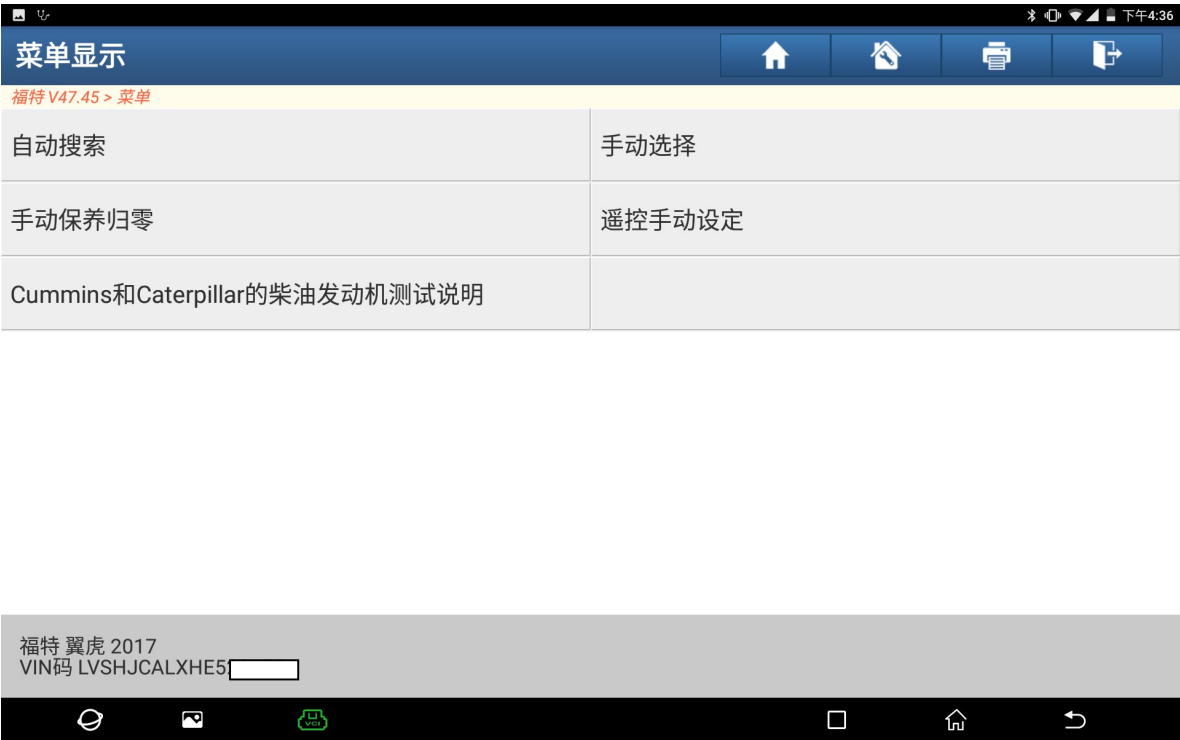 下午4:36
菜单显示
福特 V47.45 > 菜单
自动搜索
手动选择
手动保养归零
遥控手动设定
Cummins和Caterpillar的柴油发动机测试说明
福特 翼虎 2017
VIN码 LVSHJCALXHE5
VCI